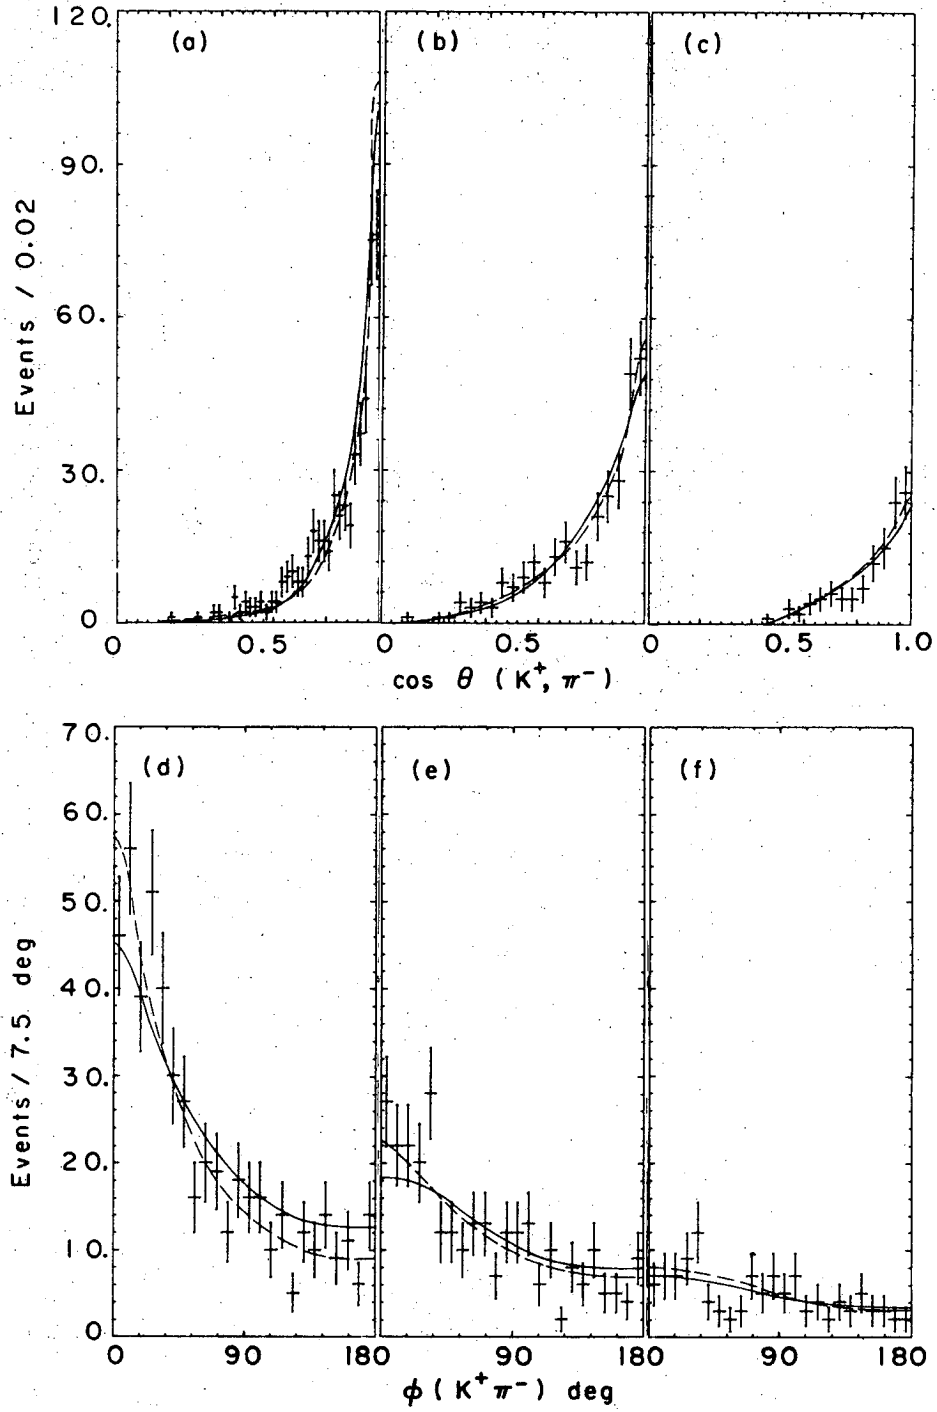 120.
(a) (b) (c)
90.
60.
30.
0
Events / 0.02
0 0.5 0 0.5 0 0.5 1.0
cos θ ( K⁺, π⁻ )
70.
(d) (e) (f)
60.
50.
40.
30.
20.
10.
0.
Events / 7.5 deg
0 90 180 90 180 90 180
ϕ ( K⁺ π⁻ ) deg